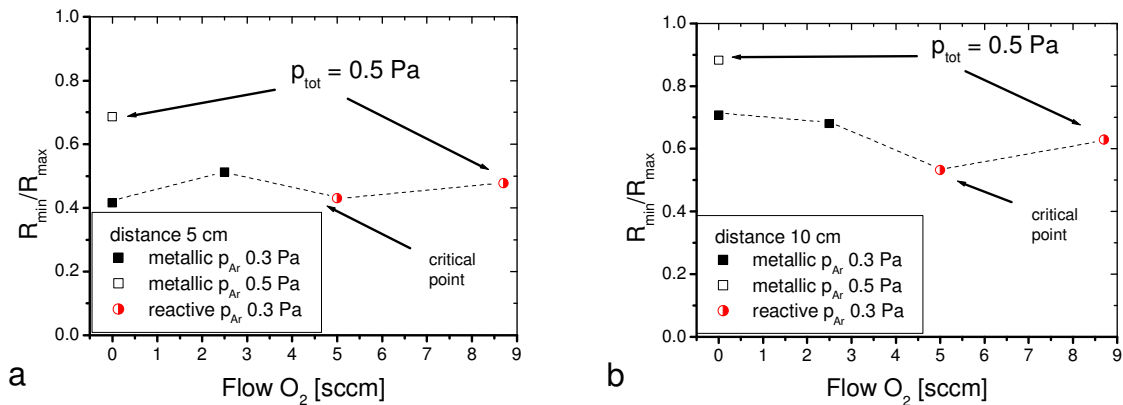 1.0
0.8
0.6
0.4
0.2
0.0
R_min/R_max
p_tot = 0.5 Pa
critical
point
distance 5 cm
metallic p_Ar 0.3 Pa
metallic p_Ar 0.5 Pa
reactive p_Ar 0.3 Pa
0 1 2 3 4 5 6 7 8 9
Flow O_2 [sccm]
a
1.0
0.8
0.6
0.4
0.2
0.0
R_min/R_max
p_tot = 0.5 Pa
critical
point
distance 10 cm
metallic p_Ar 0.3 Pa
metallic p_Ar 0.5 Pa
reactive p_Ar 0.3 Pa
0 1 2 3 4 5 6 7 8 9
Flow O_2 [sccm]
b